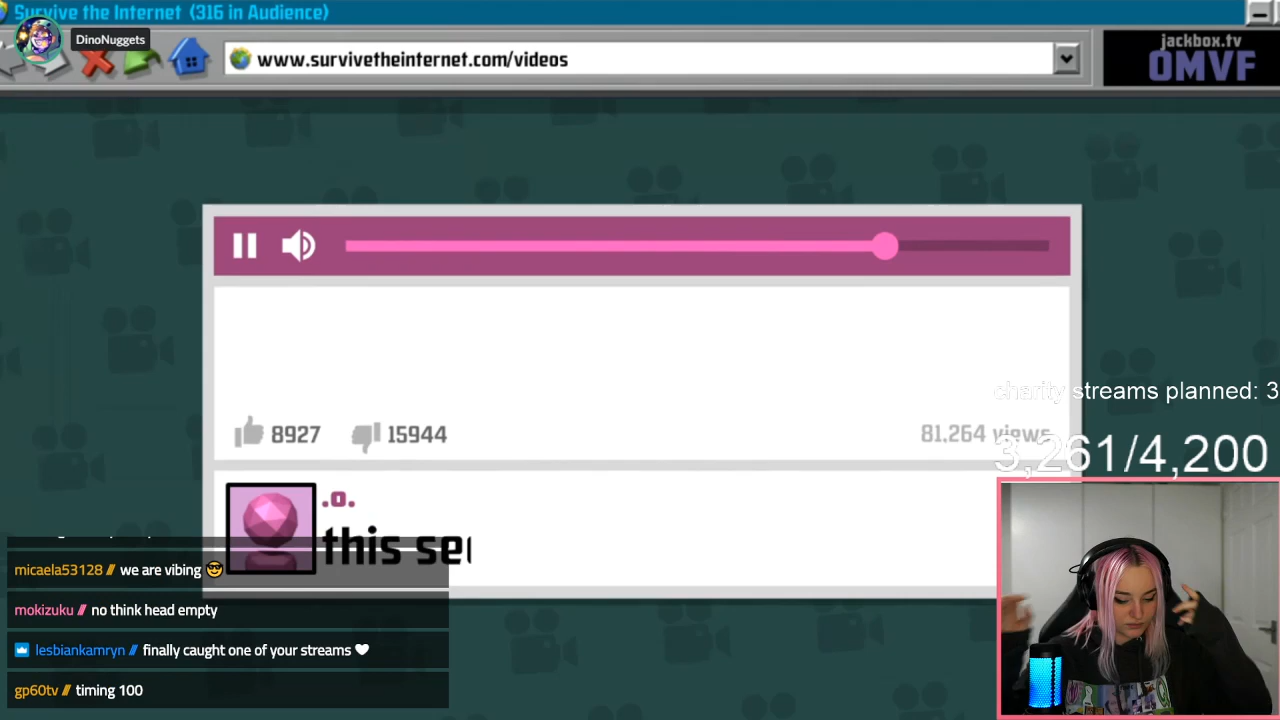 Survive the Internet (316 in Audience)
DinoNuggets
www.survivetheinternet.com/videos
jackbox.tv
OMVF
8927
15944
81,264 views
charity streams planned: 3
3,261/4,200
.o.
this se
micaela53128 // we are vibing 😎
mokizuku // no think head empty
lesbiankamryn // finally caught one of your streams 🤍
gp60tv // timing 100